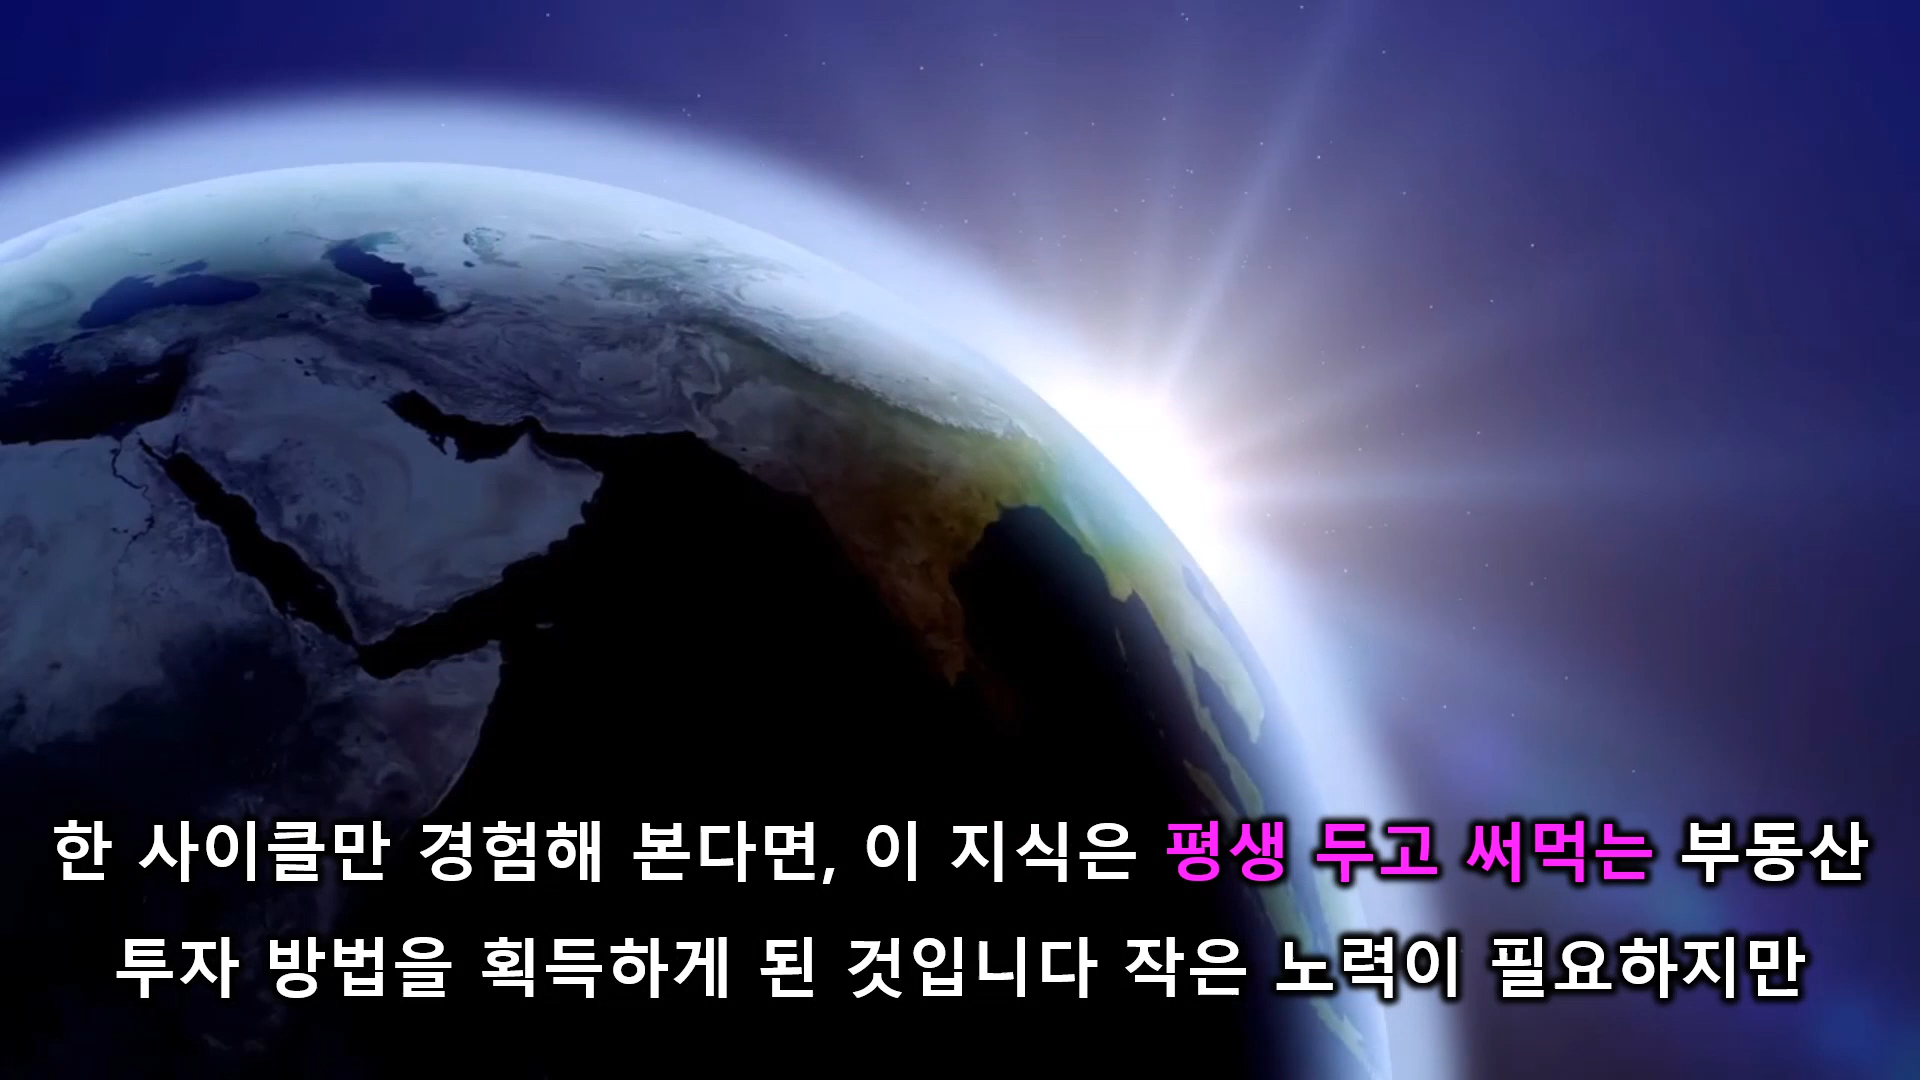 한 사이클만 경험해 본다면, 이 지식은 평생 두고 써먹는 부동산
투자 방법을 획득하게 된 것입니다 작은 노력이 필요하지만